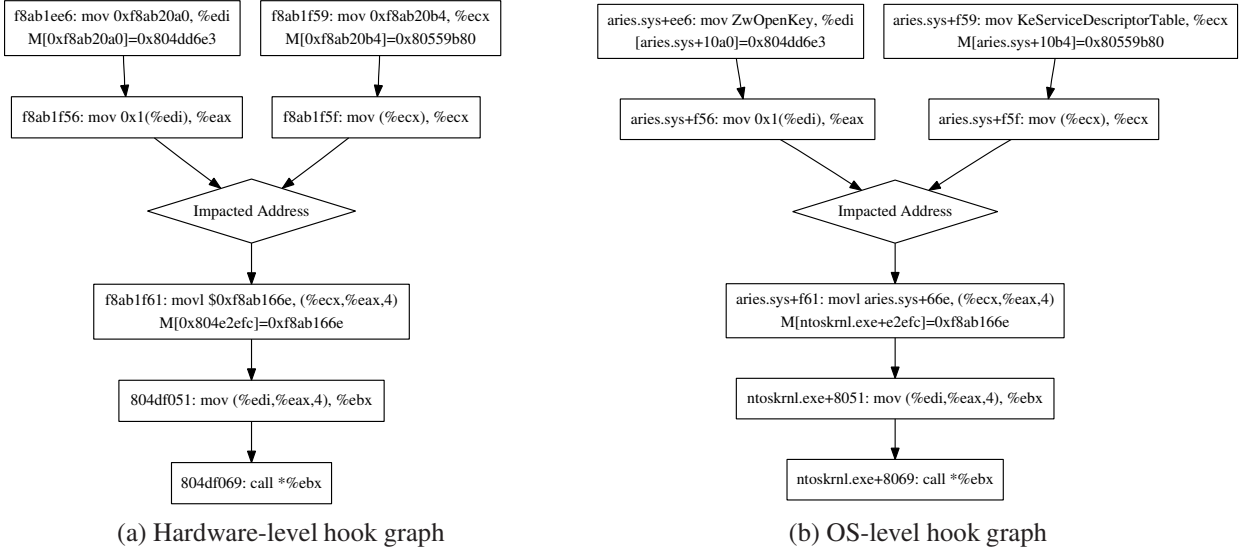 f8ab1ee6: mov 0xf8ab20a0, %edi
M[0xf8ab20a0]=0x804dd6e3
f8ab1f59: mov 0xf8ab20b4, %ecx
M[0xf8ab20b4]=0x80559b80
f8ab1f56: mov 0x1(%edi), %eax
f8ab1f5f: mov (%ecx), %ecx
Impacted Address
f8ab1f61: movl $0xf8ab166e, (%ecx,%eax,4)
M[0x804e2efc]=0xf8ab166e
804df051: mov (%edi,%eax,4), %ebx
804df069: call *%ebx
(a) Hardware-level hook graph
aries.sys+ee6: mov ZwOpenKey, %edi
[aries.sys+10a0]=0x804dd6e3
aries.sys+f59: mov KeServiceDescriptorTable, %ecx
M[aries.sys+10b4]=0x80559b80
aries.sys+f56: mov 0x1(%edi), %eax
aries.sys+f5f: mov (%ecx), %ecx
Impacted Address
aries.sys+f61: movl aries.sys+66e, (%ecx,%eax,4)
M[ntoskrnl.exe+e2efc]=0xf8ab166e
ntoskrnl.exe+8051: mov (%edi,%eax,4), %ebx
ntoskrnl.exe+8069: call *%ebx
(b) OS-level hook graph